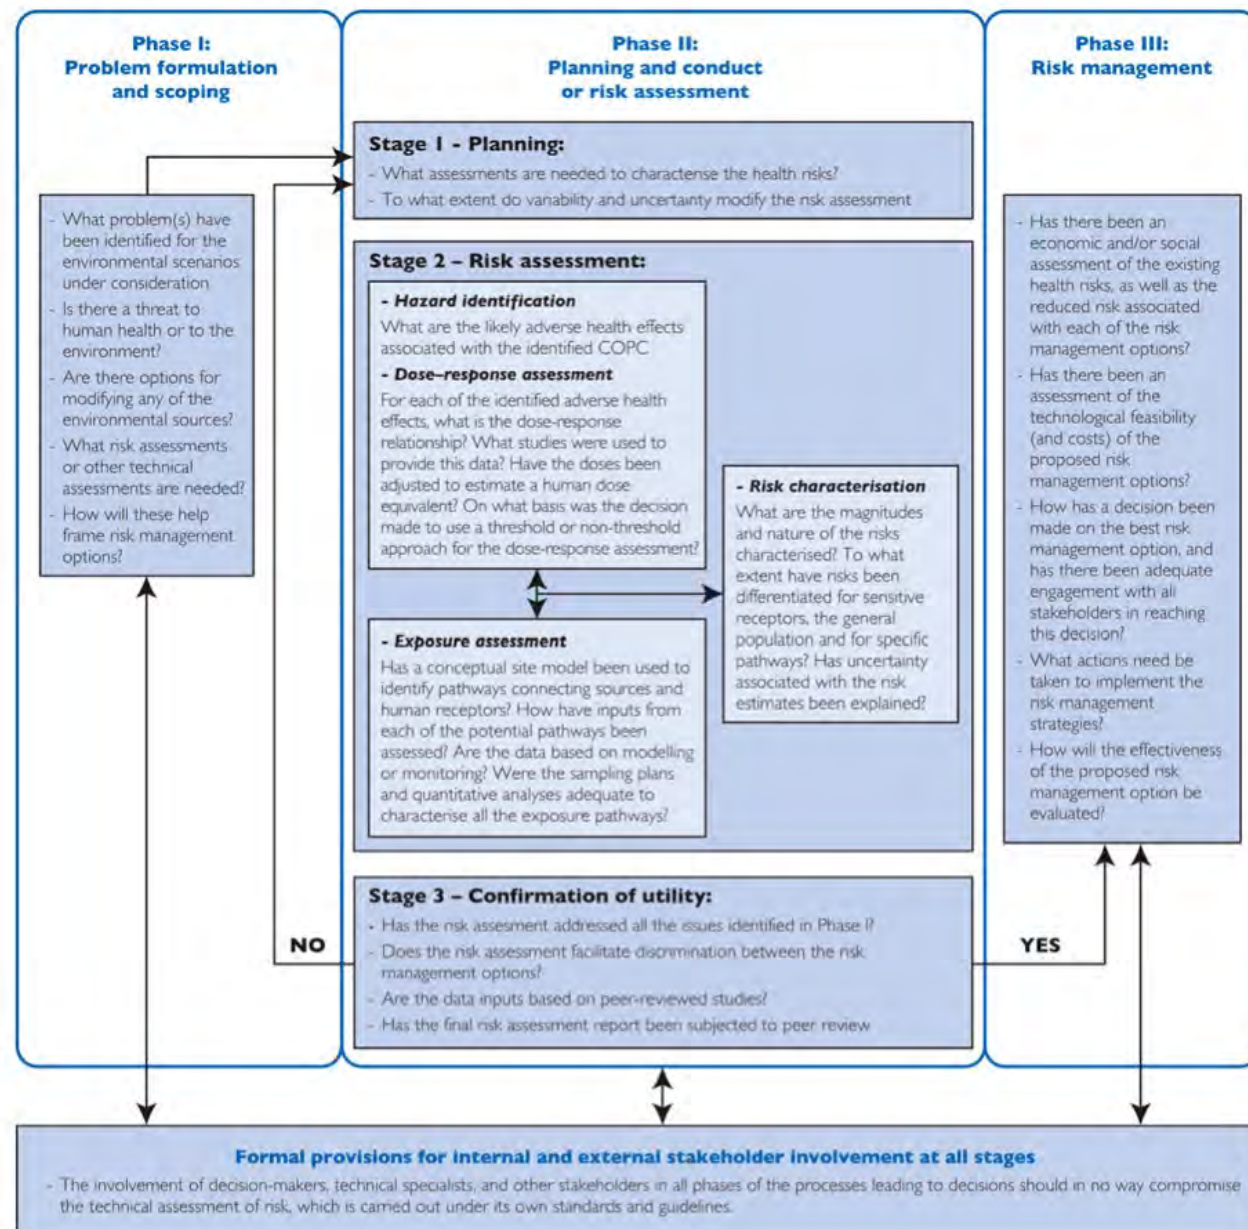 Phase I:
Problem formulation
and scoping
Phase II:
Planning and conduct
or risk assessment
Phase III:
Risk management
- What problem(s) have
been identified for the
environmental scenarios
under consideration
- Is there a threat to
human health or to the
environment?
- Are there options for
modifying any of the
environmental sources?
- What risk assessments
or other technical
assessments are needed?
- How will these help
frame risk management
options?
Stage 1 - Planning:
- What assessments are needed to characterise the health risks?
- To what extent do variability and uncertainty modify the risk assessment
Stage 2 – Risk assessment:
- Hazard identification
What are the likely adverse health effects
associated with the identified COPC
- Dose–response assessment
For each of the identified adverse health
effects, what is the dose-response
relationship? What studies were used to
provide this data? Have the doses been
adjusted to estimate a human dose
equivalent? On what basis was the decision
made to use a threshold or non-threshold
approach for the dose-response assessment?
- Exposure assessment
Has a conceptual site model been used to
identify pathways connecting sources and
human receptors? How have inputs from
each of the potential pathways been
assessed? Are the data based on modelling
or monitoring? Were the sampling plans
and quantitative analyses adequate to
characterise all the exposure pathways?
- Risk characterisation
What are the magnitudes
and nature of the risks
characterised? To what
extent have risks been
differentiated for sensitive
receptors, the general
population and for specific
pathways? Has uncertainty
associated with the risk
estimates been explained?
Stage 3 – Confirmation of utility:
- Has the risk assesment addressed all the issues identified in Phase I?
- Does the risk assessment facilitate discrimination between the risk
management options?
- Are the data inputs based on peer-reviewed studies?
- Has the final risk assessment report been subjected to peer review
NO
YES
- Has there been an
economic and/or social
assessment of the existing
health risks, as well as the
reduced risk associated
with each of the risk
management options?
- Has there been an
assessment of the
technological feasibility
(and costs) of the
proposed risk
management options?
- How has a decision been
made on the best risk
management option, and
has there been adequate
engagement with all
stakeholders in reaching
this decision?
- What actions need be
taken to implement the
risk management
strategies?
- How will the effectiveness
of the proposed risk
management option be
evaluated?
Formal provisions for internal and external stakeholder involvement at all stages
- The involvement of decision-makers, technical specialists, and other stakeholders in all phases of the processes leading to decisions should in no way compromise
the technical assessment of risk, which is carried out under its own standards and guidelines.